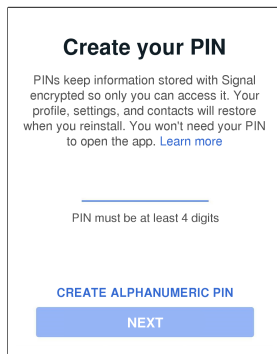 Create your PIN
PINs keep information stored with Signal
encrypted so only you can access it. Your
profile, settings, and contacts will restore
when you reinstall. You won't need your PIN
to open the app. Learn more
PIN must be at least 4 digits
CREATE ALPHANUMERIC PIN
NEXT